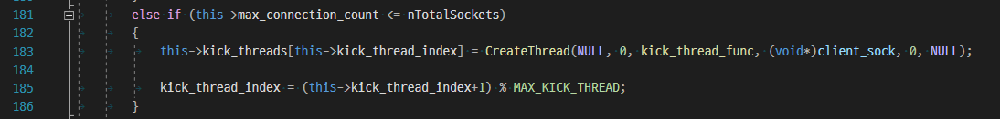 181 else if (this->max_connection_count <= nTotalSockets)
182 {
183 this->kick_threads[this->kick_thread_index] = CreateThread(NULL, 0, kick_thread_func, (void*)client_sock, 0, NULL);
184
185 kick_thread_index = (this->kick_thread_index+1) % MAX_KICK_THREAD;
186 }